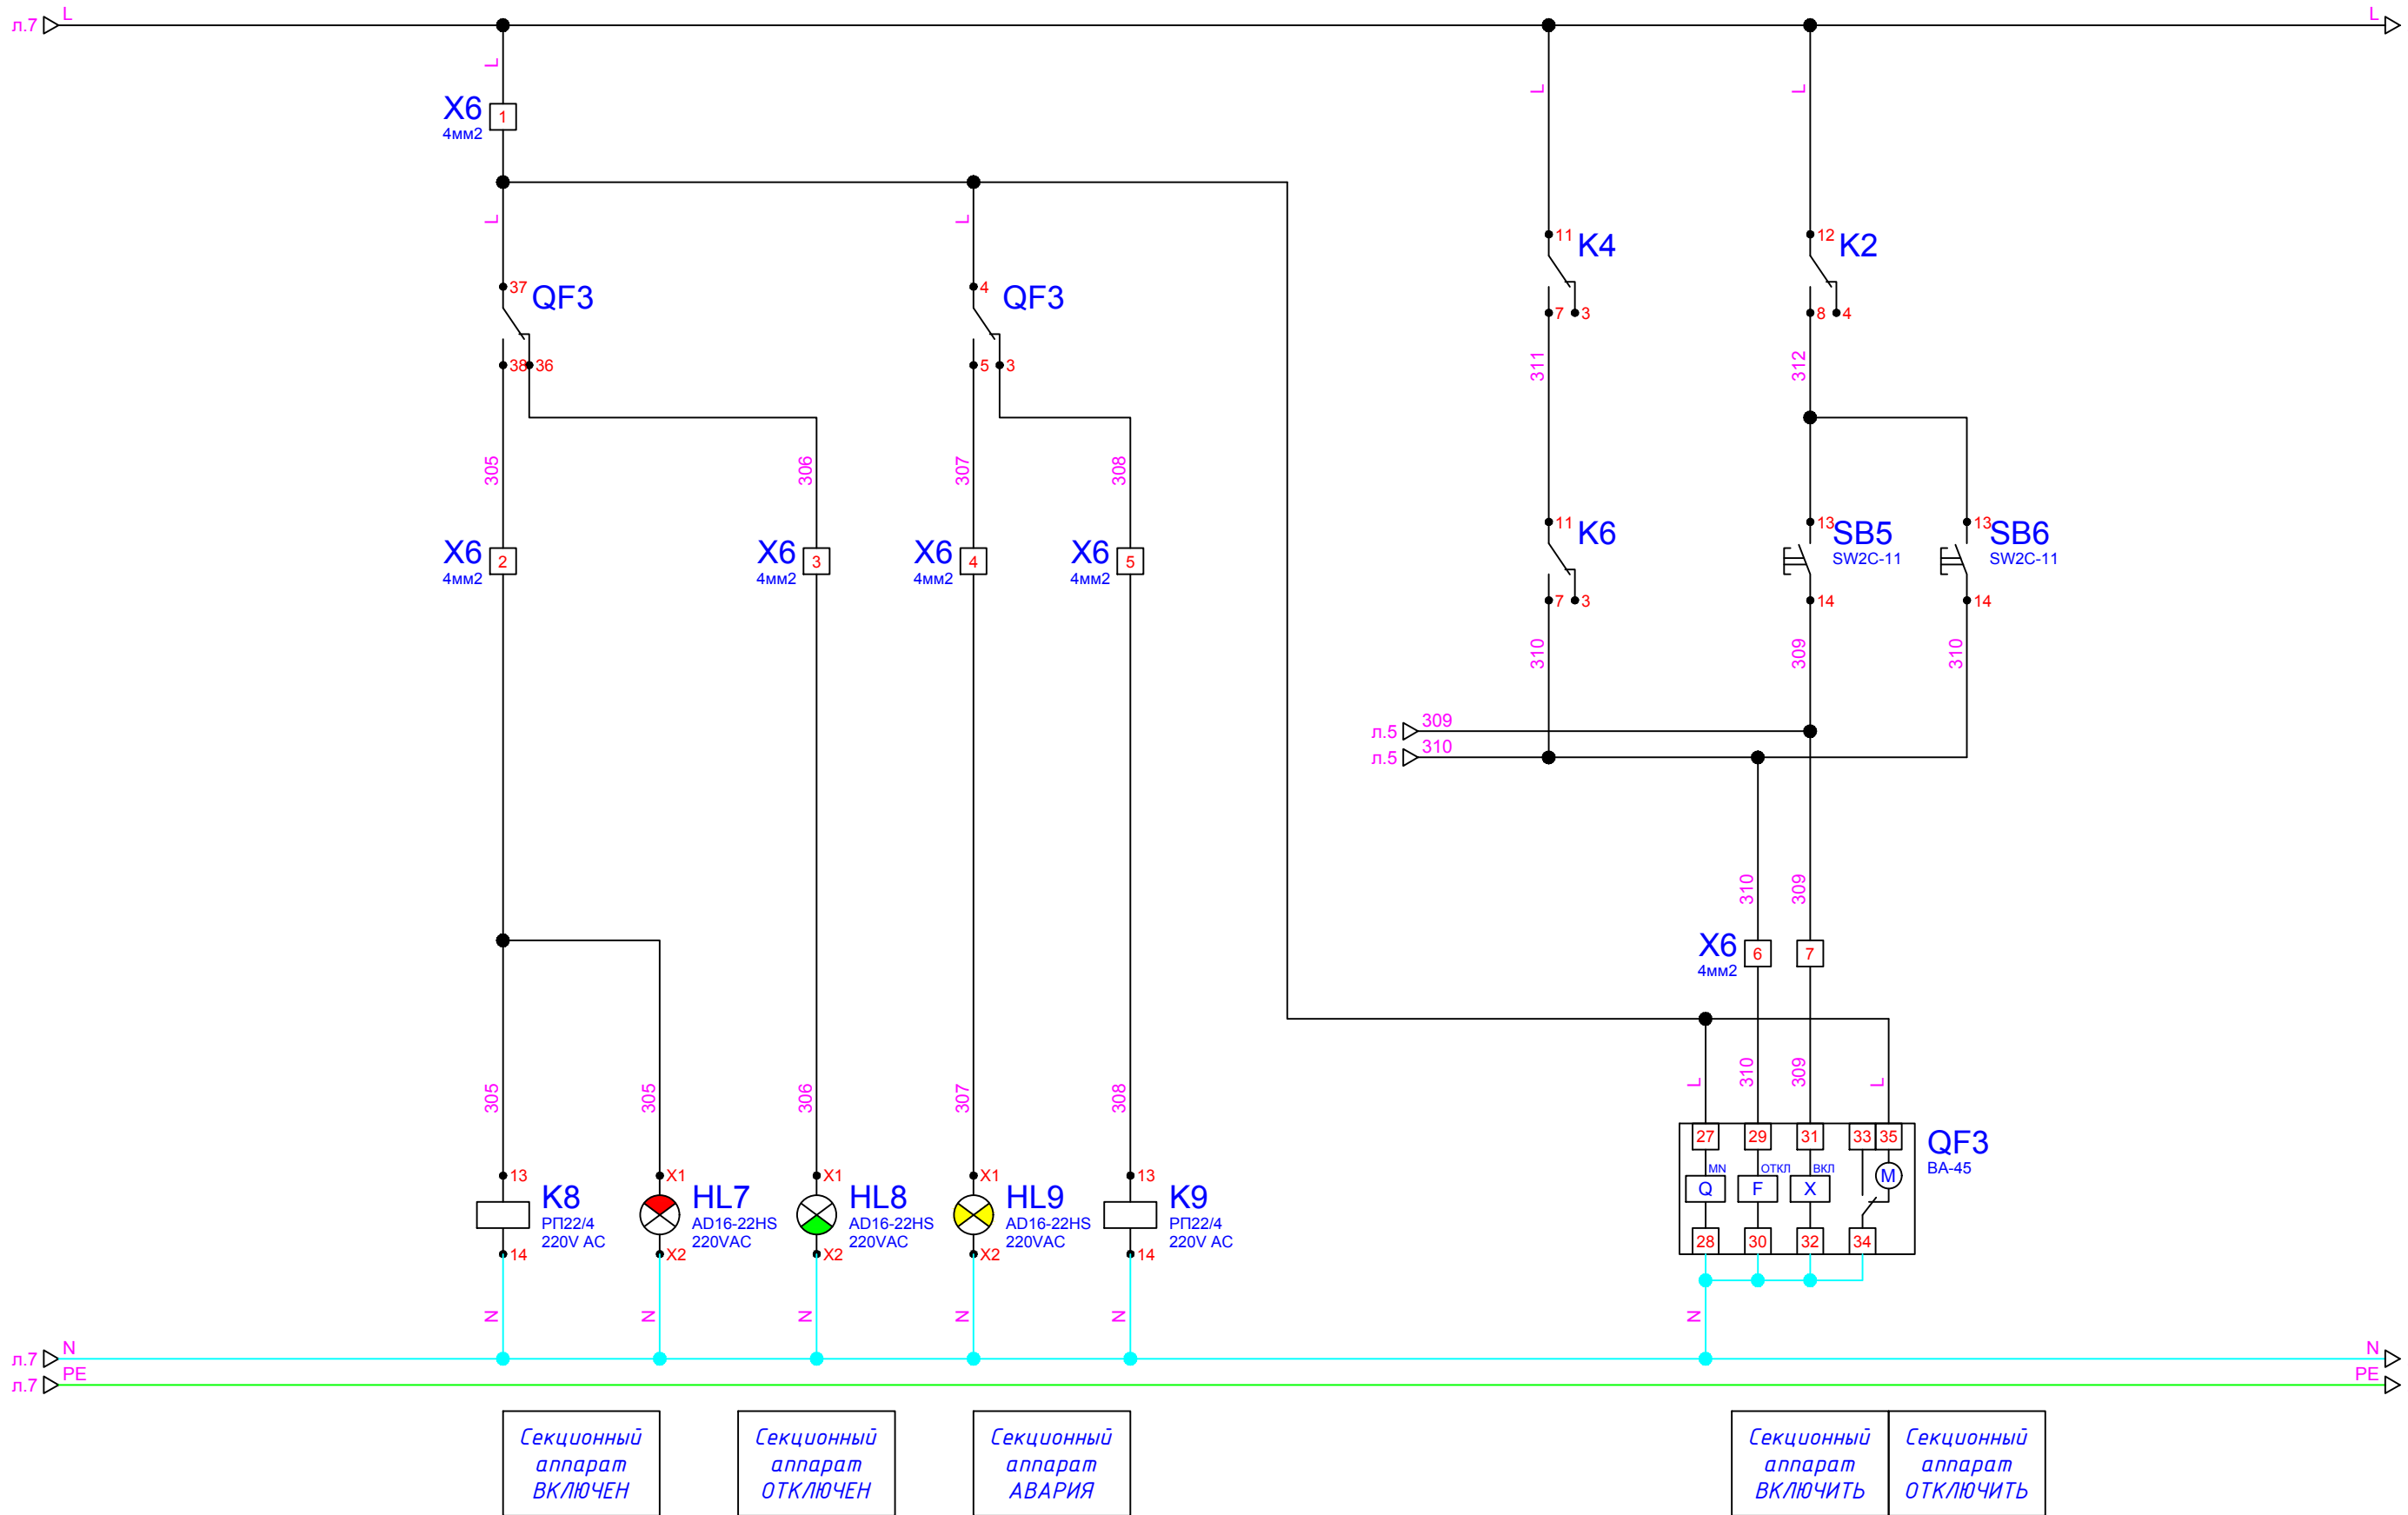 л.7
L
L
L
X6
4мм2
1
L
L
L
L
37
QF3
38
36
4
QF3
5
3
11
K4
7
3
12
K2
8
4
311
312
305
306
307
308
X6
4мм2
2
X6
4мм2
3
X6
4мм2
4
X6
4мм2
5
11
K6
7
3
13
SB5
SW2C-11
14
13
SB6
SW2C-11
14
310
309
310
л.5
309
л.5
310
310
309
X6
4мм2
6
7
305
305
306
307
308
L
310
309
L
13
K8
РП22/4
220V AC
14
X1
HL7
AD16-22HS
220VAC
X2
X1
HL8
AD16-22HS
220VAC
X2
X1
HL9
AD16-22HS
220VAC
X2
13
K9
РП22/4
220V AC
14
27
29
31
33
35
QF3
BA-45
MN
ОТКЛ
ВКЛ
Q
F
X
M
28
30
32
34
N
N
N
N
N
N
л.7
N
N
л.7
PE
PE
Секционный
аппарат
ВКЛЮЧЕН
Секционный
аппарат
ОТКЛЮЧЕН
Секционный
аппарат
АВАРИЯ
Секционный
аппарат
ВКЛЮЧИТЬ
Секционный
аппарат
ОТКЛЮЧИТЬ